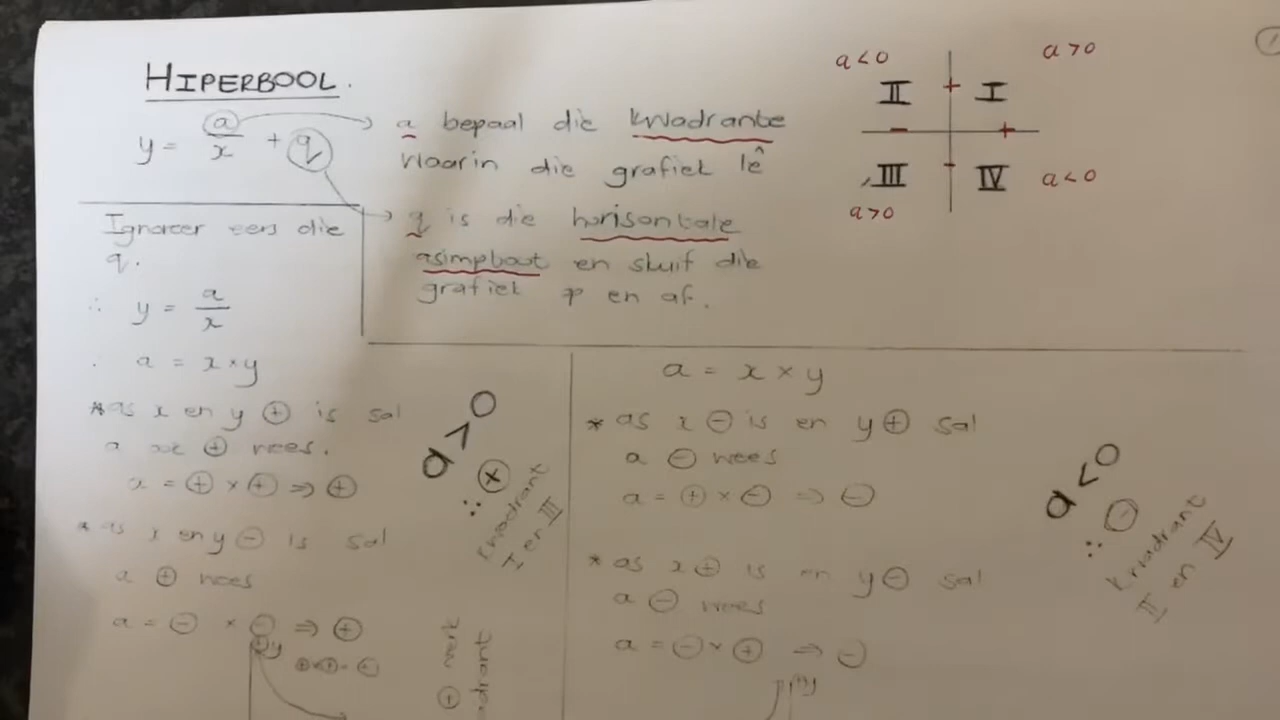 HIPERBOOL.
y = a/x + q
a bepaal die kwadrante
waarin die grafiek lê
q is die horisontale
asimptoot en skuif die
grafiek op en af.
a<0
a>0
II + I
- +
III - IV
a<0
a>0
Ignoreer eers die
q.
∴ y = a/x
∴ a = x×y
*as x en y ⊕ is sal
a ⊕ wees.
a = ⊕ × ⊕ ⇒ ⊕
*as x en y ⊖ is sal
a ⊕ wees
a = ⊖ × ⊖ ⇒ ⊕
a > 0
∴ ⊕
Kwadrant
I en III
a = x × y
* as x ⊖ is en y ⊕ sal
a ⊖ wees
a = ⊕ × ⊖ ⇒ ⊖
* as x ⊕ is en y ⊖ sal
a ⊖ wees
a = ⊖ × ⊕ ⇒ ⊖
a < 0
∴ ⊖
Kwadrant
II en IV